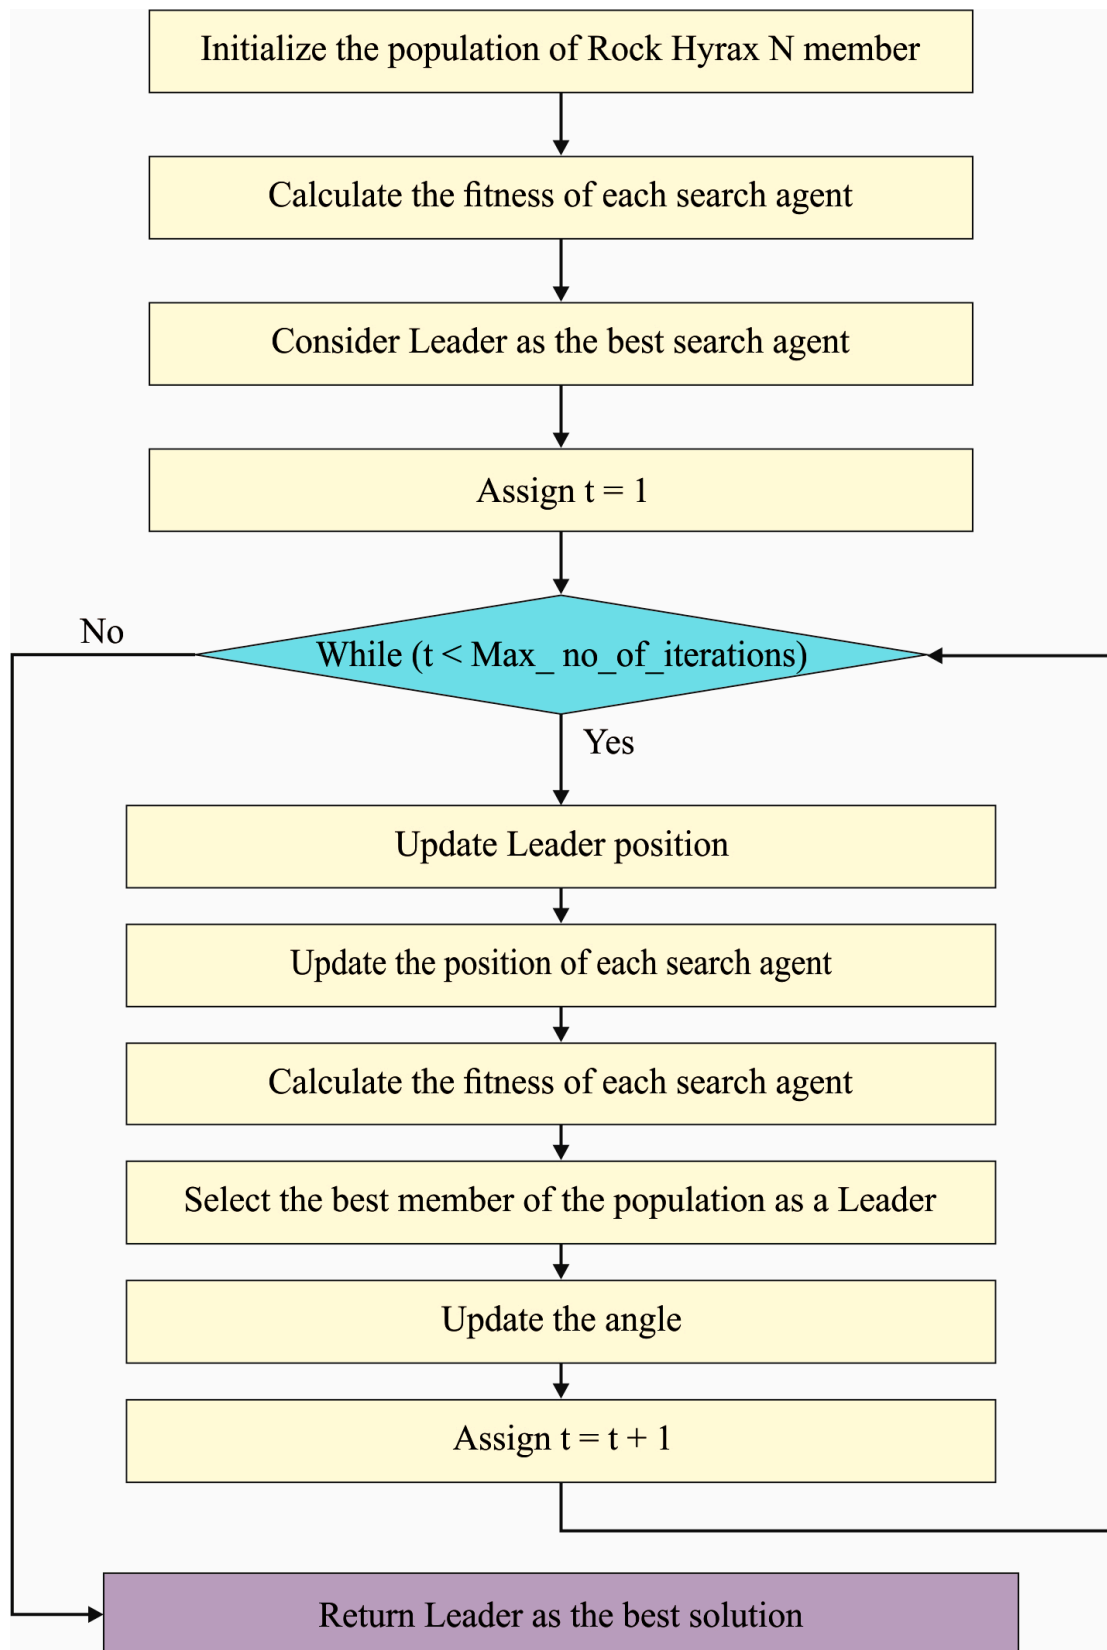 Initialize the population of Rock Hyrax N member
Calculate the fitness of each search agent
Consider Leader as the best search agent
Assign t = 1
No
While (t < Max_ no_of_iterations)
Yes
Update Leader position
Update the position of each search agent
Calculate the fitness of each search agent
Select the best member of the population as a Leader
Update the angle
Assign t = t + 1
Return Leader as the best solution